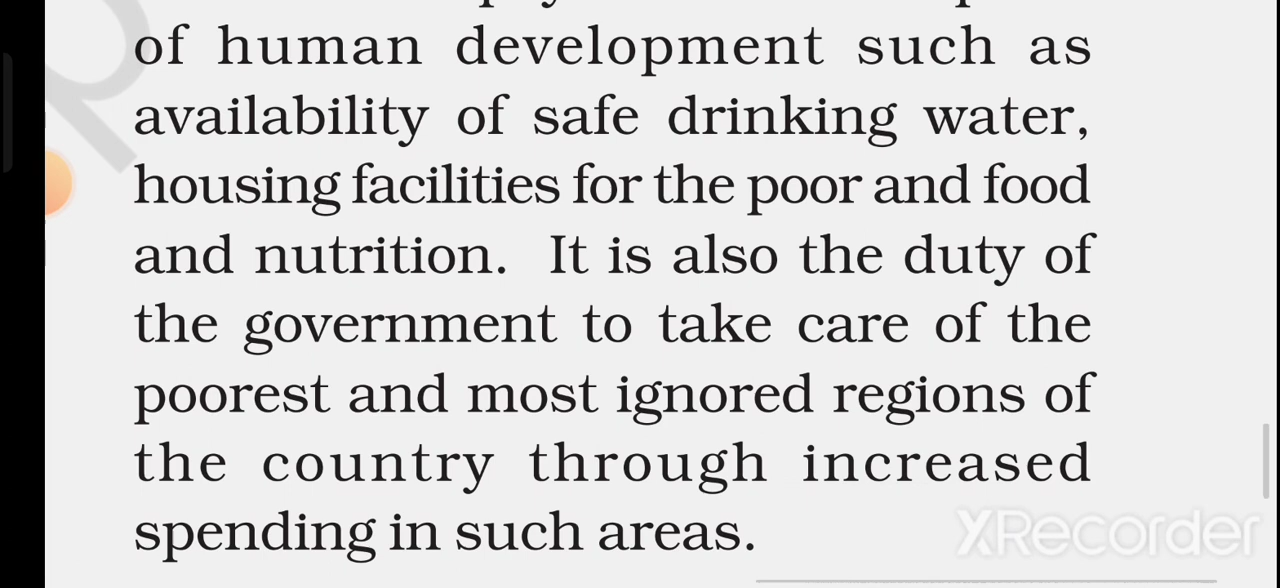 of human development such as
availability of safe drinking water,
housing facilities for the poor and food
and nutrition. It is also the duty of
the government to take care of the
poorest and most ignored regions of
the country through increased
spending in such areas.
XRecorder